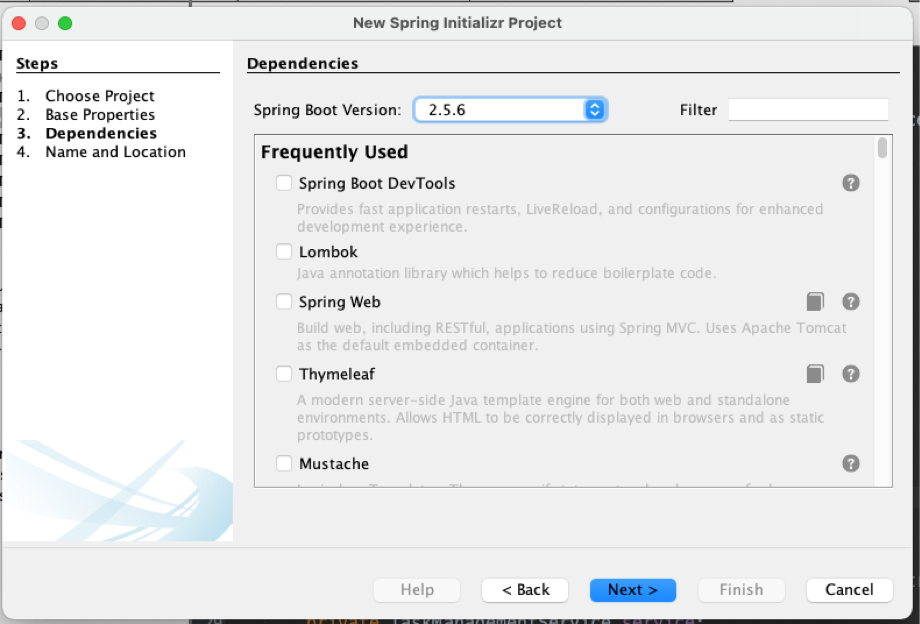 New Spring Initializr Project
Steps
1. Choose Project
2. Base Properties
3. Dependencies
4. Name and Location
Dependencies
Spring Boot Version: 2.5.6 Filter
Frequently Used
Spring Boot DevTools
Provides fast application restarts, LiveReload, and configurations for enhanced
development experience.
Lombok
Java annotation library which helps to reduce boilerplate code.
Spring Web
Build web, including RESTful, applications using Spring MVC. Uses Apache Tomcat
as the default embedded container.
Thymeleaf
A modern server-side Java template engine for both web and standalone
environments. Allows HTML to be correctly displayed in browsers and as static
prototypes.
Mustache
Help < Back Next > Finish Cancel
private TaskManagementService service;